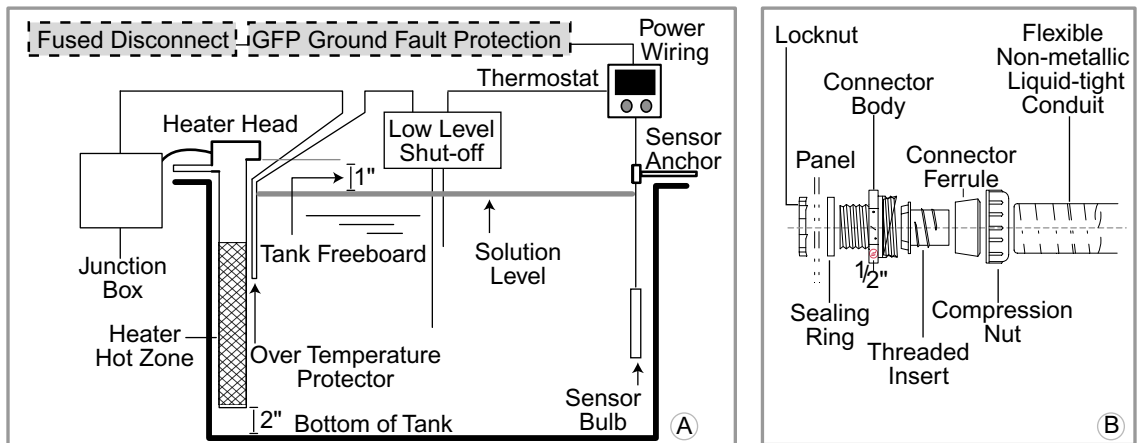 Fused Disconnect
GFP Ground Fault Protection
Power
Wiring
Thermostat
Heater Head
Low Level
Shut-off
Sensor
Anchor
1"
Tank Freeboard
Solution
Level
Junction
Box
Heater
Hot Zone
Over Temperature
Protector
Sensor
Bulb
2"
Bottom of Tank
A
Locknut
Connector
Body
Flexible
Non-metallic
Liquid-tight
Conduit
Panel
Connector
Ferrule
1/2"
Sealing
Ring
Threaded
Insert
Compression
Nut
B